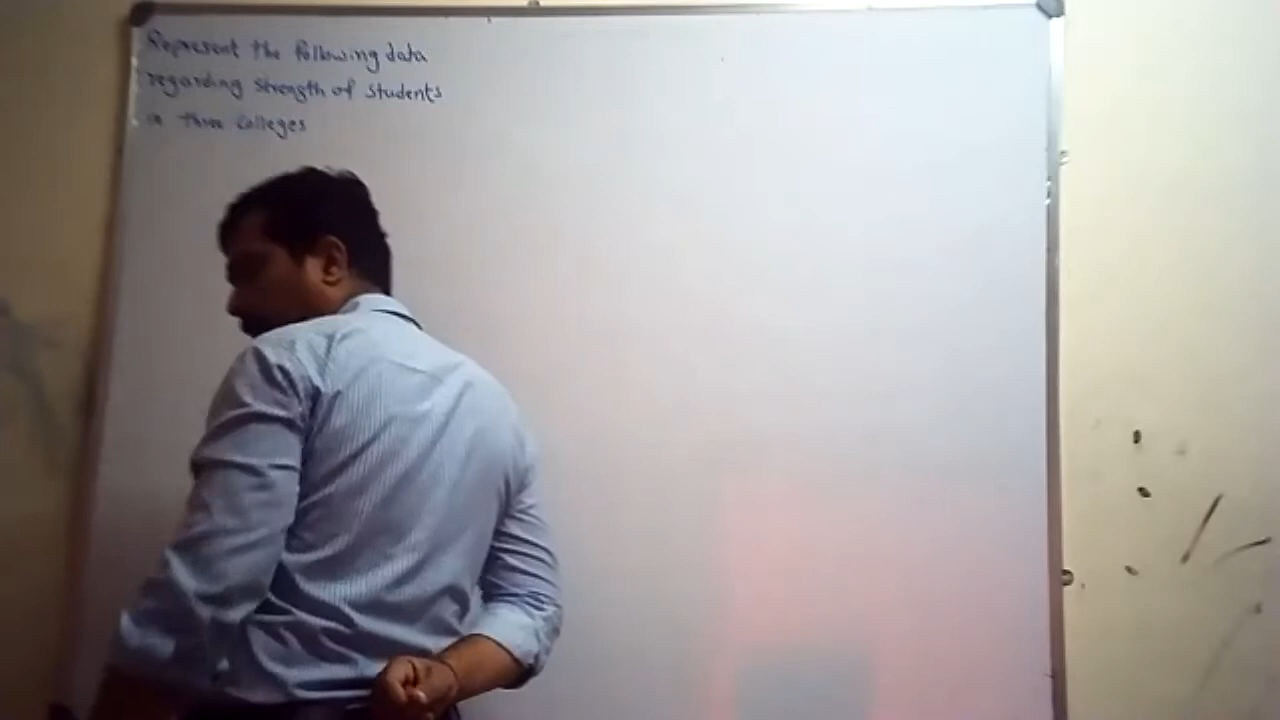 Represent the following data
regarding strength of students
in three colleges